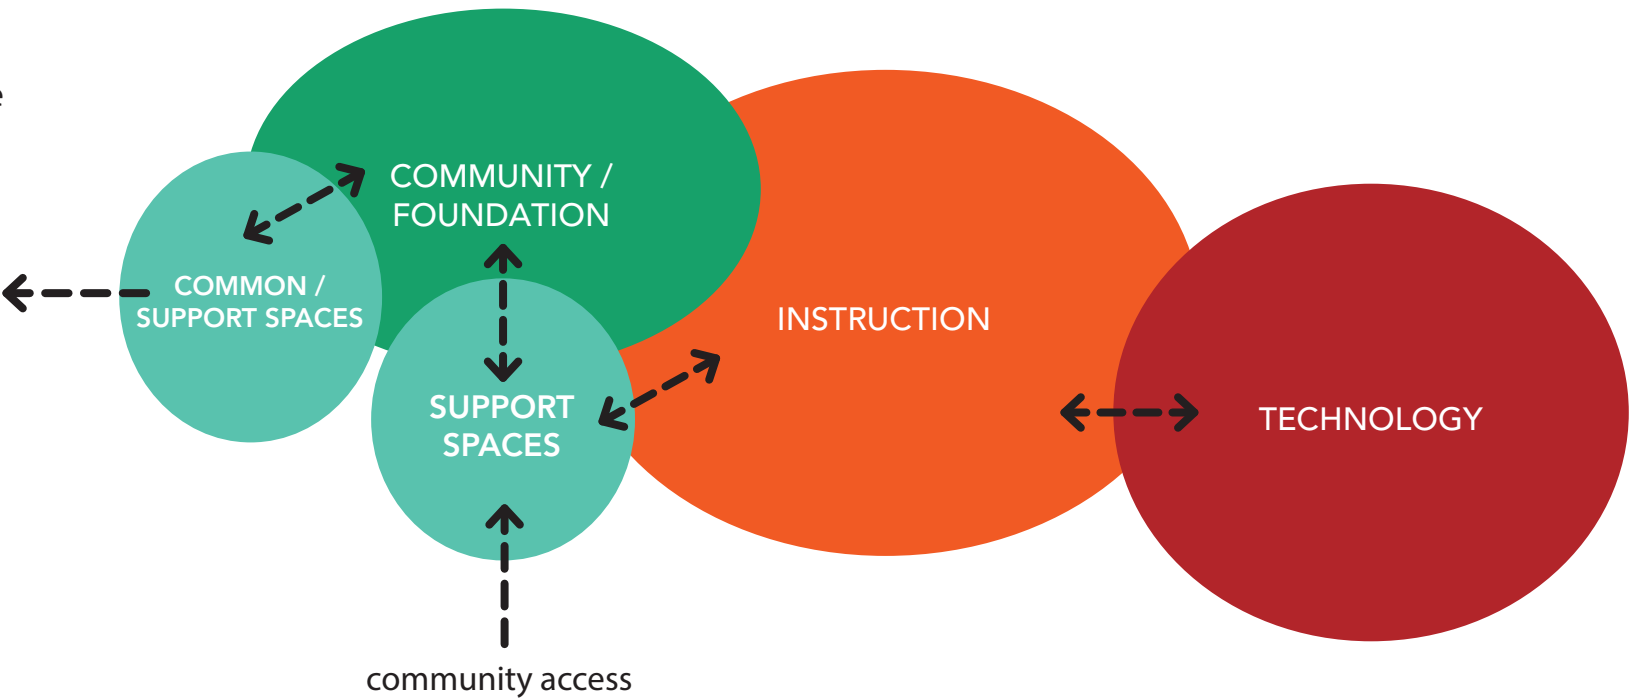 COMMUNITY /
FOUNDATION
COMMON /
SUPPORT SPACES
INSTRUCTION
SUPPORT
SPACES
TECHNOLOGY
community access